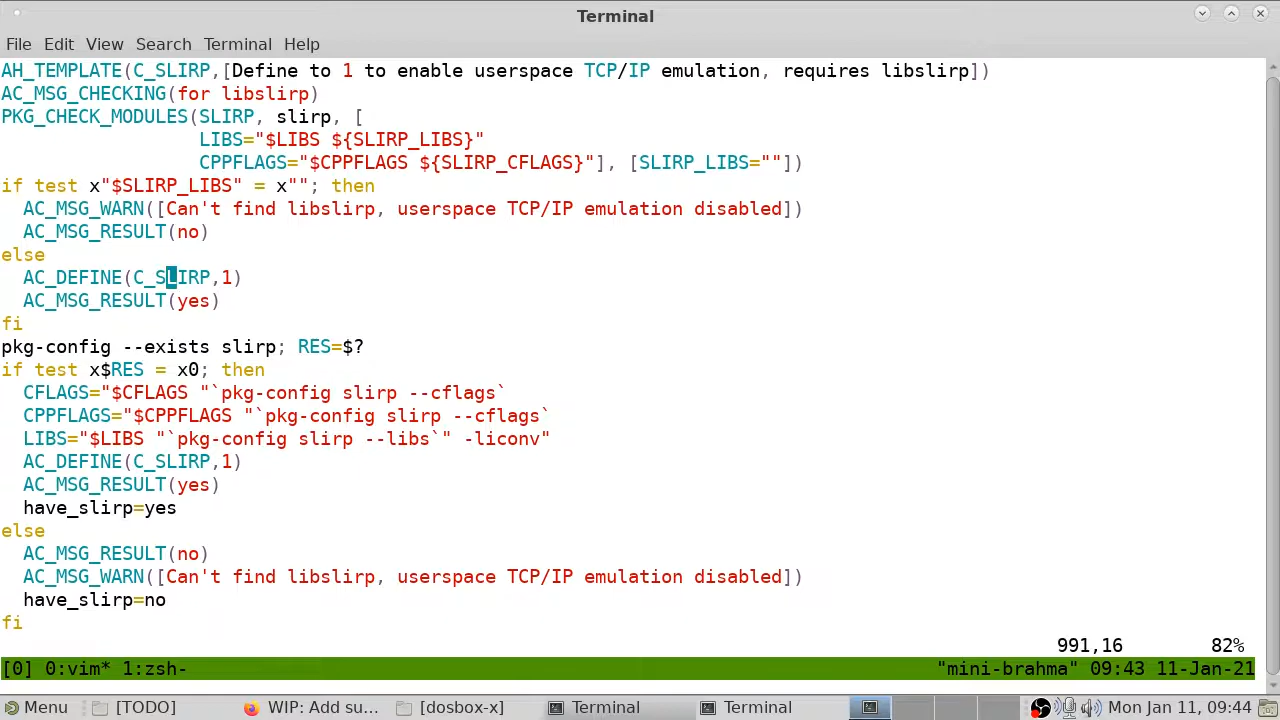 Terminal
File Edit View Search Terminal Help
AH_TEMPLATE(C_SLIRP,[Define to 1 to enable userspace TCP/IP emulation, requires libslirp])
AC_MSG_CHECKING(for libslirp)
PKG_CHECK_MODULES(SLIRP, slirp, [
                  LIBS="$LIBS ${SLIRP_LIBS}"
                  CPPFLAGS="$CPPFLAGS ${SLIRP_CFLAGS}"], [SLIRP_LIBS=""])
if test x"$SLIRP_LIBS" = x""; then
  AC_MSG_WARN([Can't find libslirp, userspace TCP/IP emulation disabled])
  AC_MSG_RESULT(no)
else
  AC_DEFINE(C_SLIRP,1)
  AC_MSG_RESULT(yes)
fi
pkg-config --exists slirp; RES=$?
if test x$RES = x0; then
  CFLAGS="$CFLAGS "`pkg-config slirp --cflags`
  CPPFLAGS="$CPPFLAGS "`pkg-config slirp --cflags`
  LIBS="$LIBS "`pkg-config slirp --libs`" -liconv"
  AC_DEFINE(C_SLIRP,1)
  AC_MSG_RESULT(yes)
  have_slirp=yes
else
  AC_MSG_RESULT(no)
  AC_MSG_WARN([Can't find libslirp, userspace TCP/IP emulation disabled])
  have_slirp=no
fi
991,16 82%
[0] 0:vim* 1:zsh- "mini-brahma" 09:43 11-Jan-21
Menu [TODO] WIP: Add su... [dosbox-x] Terminal Terminal Mon Jan 11, 09:44